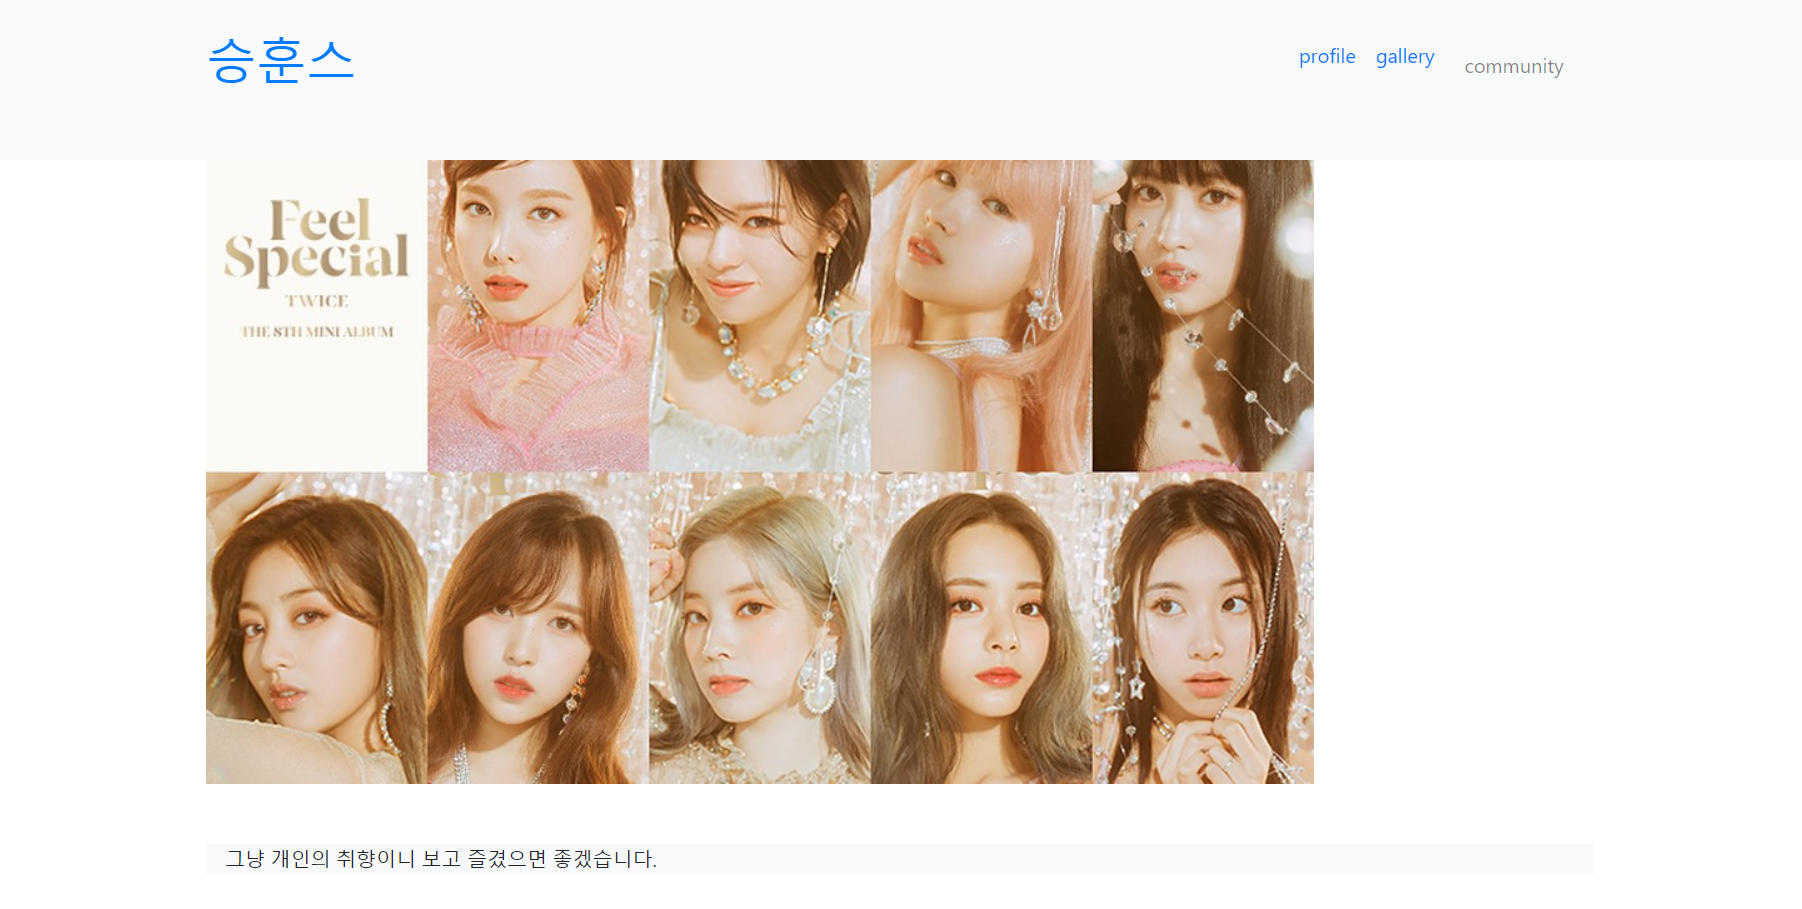 승훈스
profile gallery community
Feel
Special
TWICE
THE 8TH MINI ALBUM
그냥 개인의 취향이니 보고 즐겼으면 좋겠습니다.